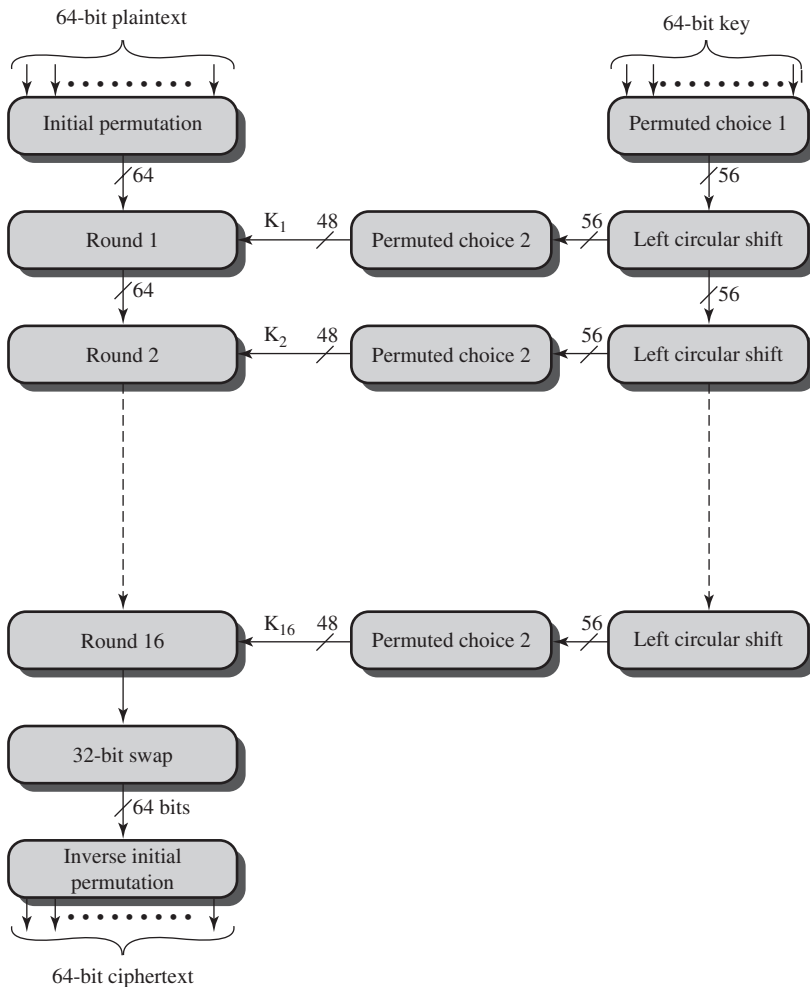 64-bit plaintext
64-bit key
Initial permutation
Permuted choice 1
64
56
Round 1
K1
48
Permuted choice 2
56
Left circular shift
64
56
Round 2
K2
48
Permuted choice 2
56
Left circular shift
Round 16
K16
48
Permuted choice 2
56
Left circular shift
32-bit swap
64 bits
Inverse initial
permutation
64-bit ciphertext